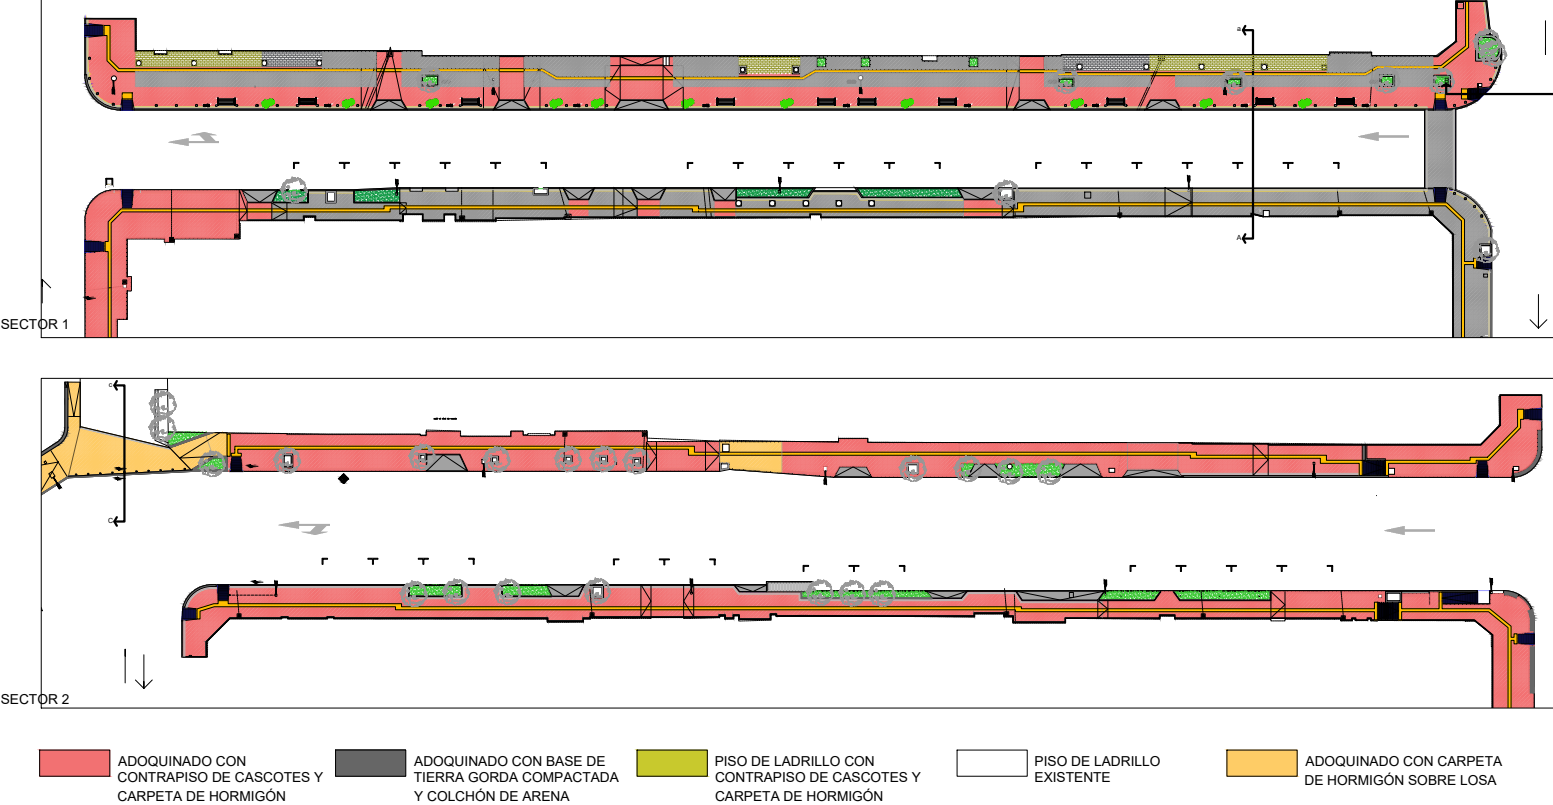 a
A
SECTOR 1
c
C
SECTOR 2
ADOQUINADO CON
CONTRAPISO DE CASCOTES Y
CARPETA DE HORMIGÓN
ADOQUINADO CON BASE DE
TIERRA GORDA COMPACTADA
Y COLCHÓN DE ARENA
PISO DE LADRILLO CON
CONTRAPISO DE CASCOTES Y
CARPETA DE HORMIGÓN
PISO DE LADRILLO
EXISTENTE
ADOQUINADO CON CARPETA
DE HORMIGÓN SOBRE LOSA